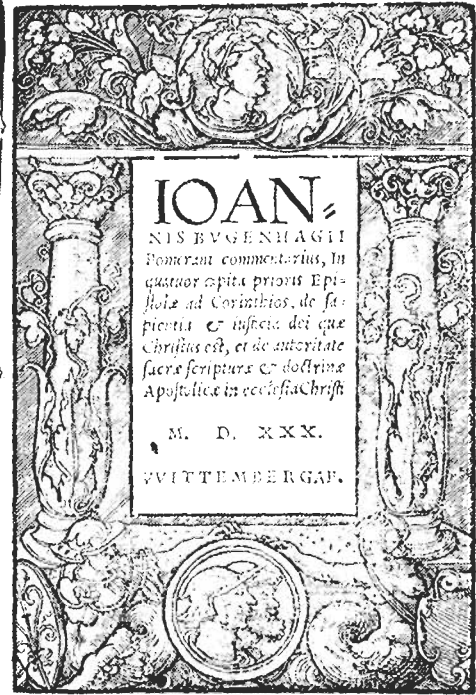 IOAN⸗
NIS BVGENHAGII
Pomerani commentarius, In
quatuor capita prioris Epi⸗
stolæ ad Corinthios, de sa⸗
pientia & iusticia dei quæ
Christus est, et de autoritate
sacræ scripturæ & doctrinæ
Apostolicæ in ecclesia Christi
M. D. XXX.
VVITTEMBERGAE.